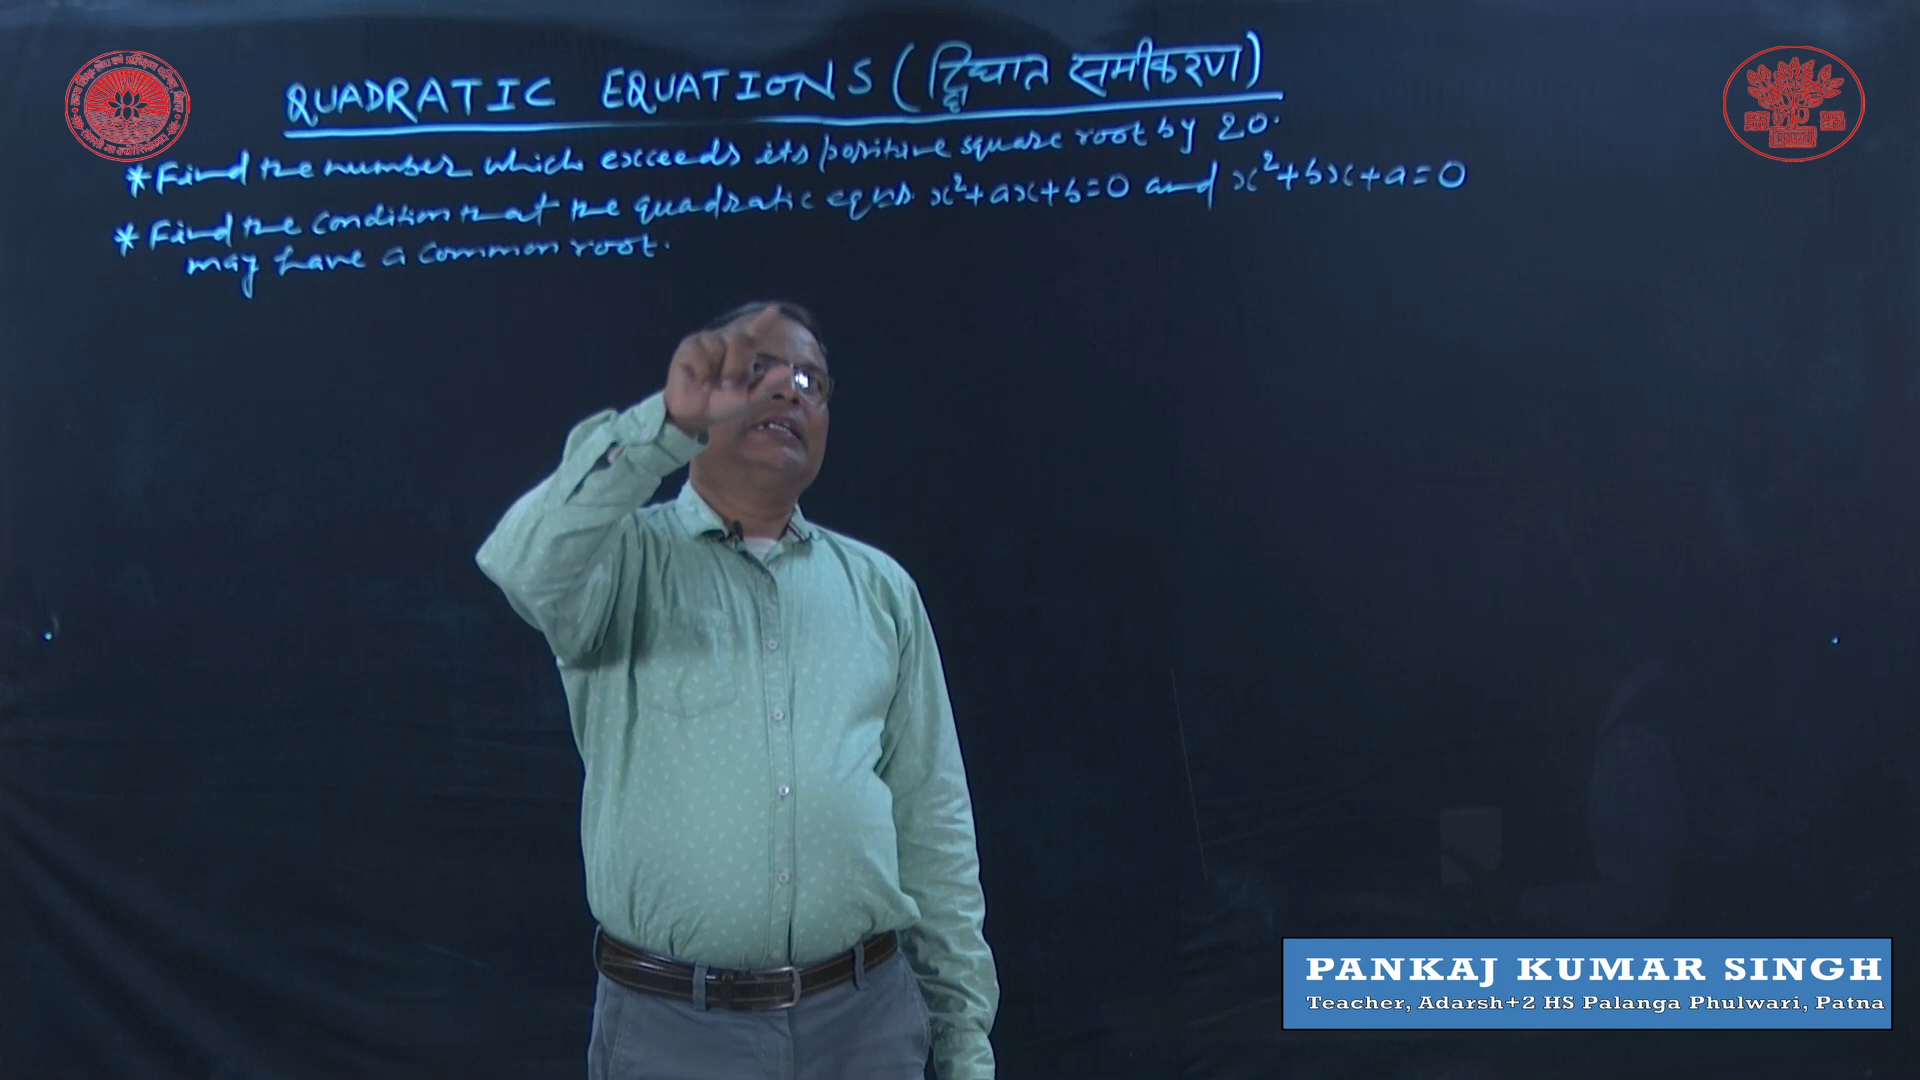 QUADRATIC EQUATIONS (द्विघात समीकरण)
* Find the number which exceeds its positive square root by 20.
* Find the condition that the quadratic eqns. x²+ax+b=0 and x²+bx+a=0
may have a common root.
PANKAJ KUMAR SINGH
Teacher, Adarsh+2 HS Palanga Phulwari, Patna